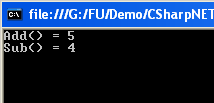 file:///G:/FU/Demo/CSharpNET
Add() = 5
Sub() = 4